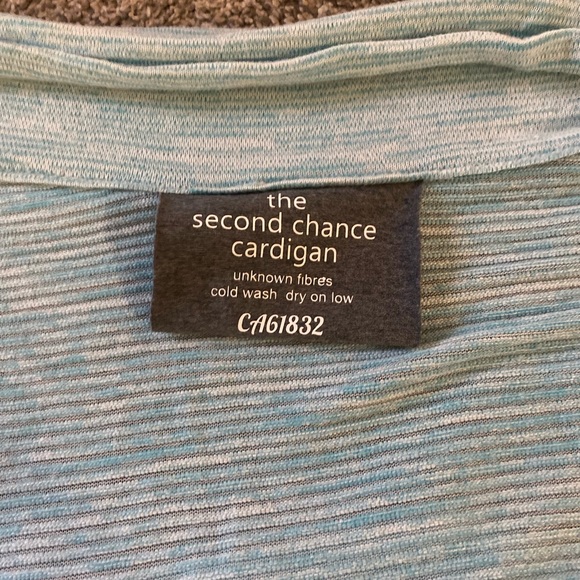 the
second chance
cardigan
unknown fibres
cold wash dry on low
CA61832